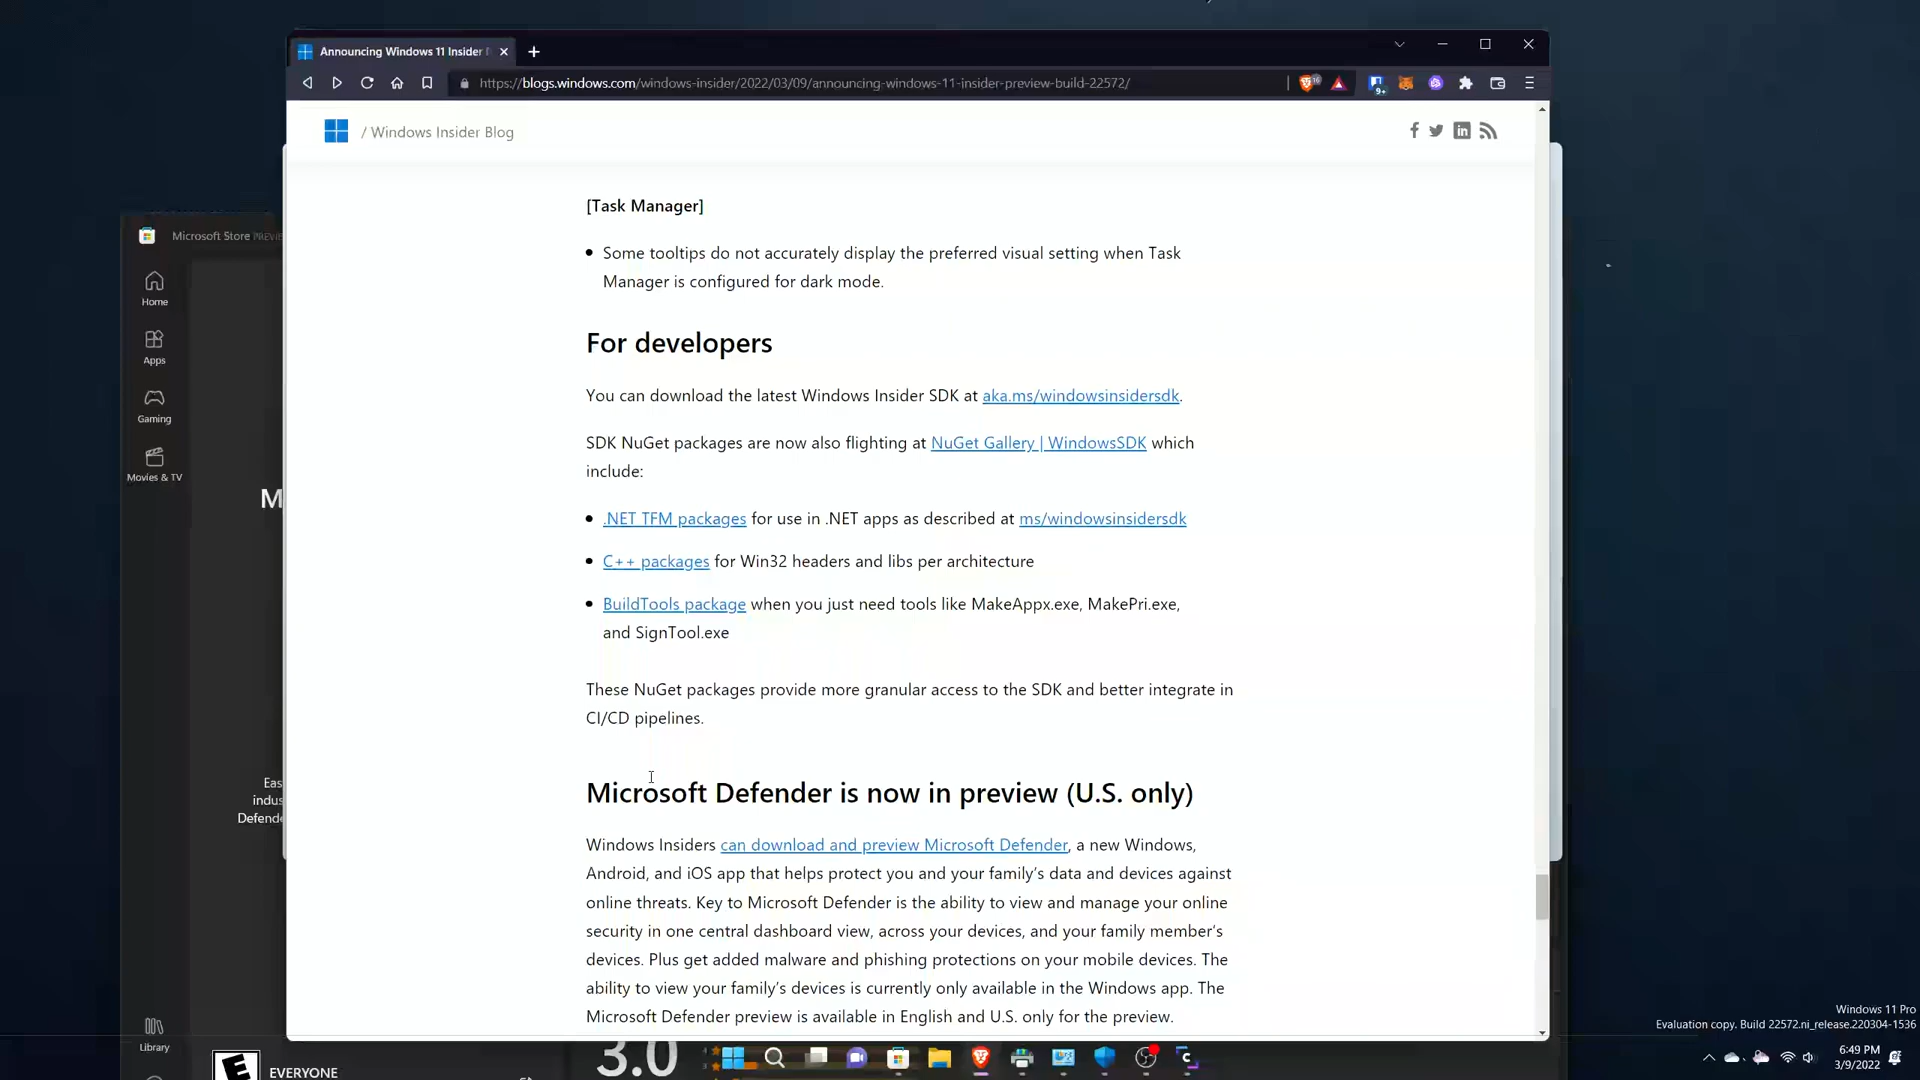 Announcing Windows 11 Insider
https://blogs.windows.com/windows-insider/2022/03/09/announcing-windows-11-insider-preview-build-22572/
16
9+
/ Windows Insider Blog
[Task Manager]
Some tooltips do not accurately display the preferred visual setting when Task
Manager is configured for dark mode.
For developers
You can download the latest Windows Insider SDK at aka.ms/windowsinsidersdk.
SDK NuGet packages are now also flighting at NuGet Gallery | WindowsSDK which
include:
.NET TFM packages for use in .NET apps as described at ms/windowsinsidersdk
C++ packages for Win32 headers and libs per architecture
BuildTools package when you just need tools like MakeAppx.exe, MakePri.exe,
and SignTool.exe
These NuGet packages provide more granular access to the SDK and better integrate in
CI/CD pipelines.
Microsoft Defender is now in preview (U.S. only)
Windows Insiders can download and preview Microsoft Defender, a new Windows,
Android, and iOS app that helps protect you and your family's data and devices against
online threats. Key to Microsoft Defender is the ability to view and manage your online
security in one central dashboard view, across your devices, and your family member's
devices. Plus get added malware and phishing protections on your mobile devices. The
ability to view your family's devices is currently only available in the Windows app. The
Microsoft Defender preview is available in English and U.S. only for the preview.
Microsoft Store
Home
Apps
Gaming
Movies & TV
M
Eas
indus
Defende
Library
E
EVERYONE
3.0
Windows 11 Pro
Evaluation copy. Build 22572.ni_release.220304-1536
6:49 PM
3/9/2022